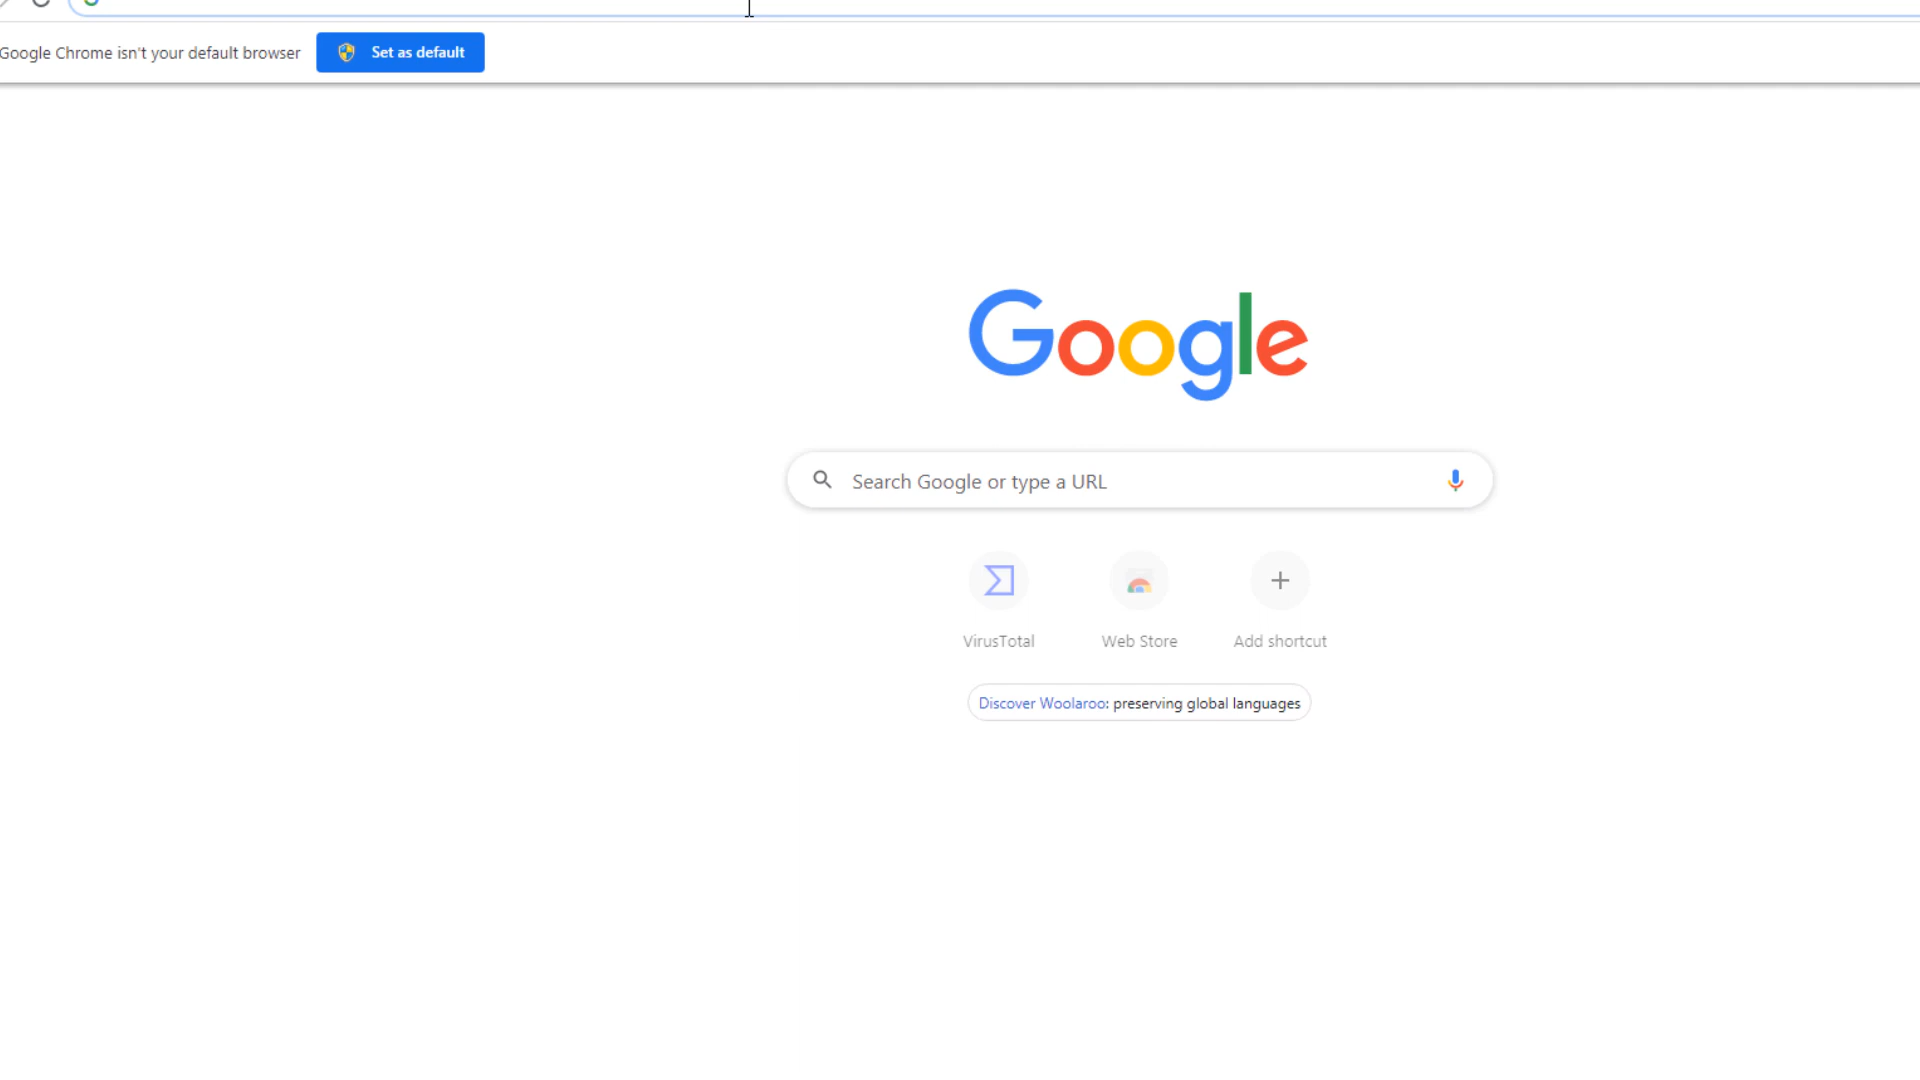 Google Chrome isn't your default browser
Set as default
Google
Search Google or type a URL
VirusTotal
Web Store
Add shortcut
Discover Woolaroo: preserving global languages